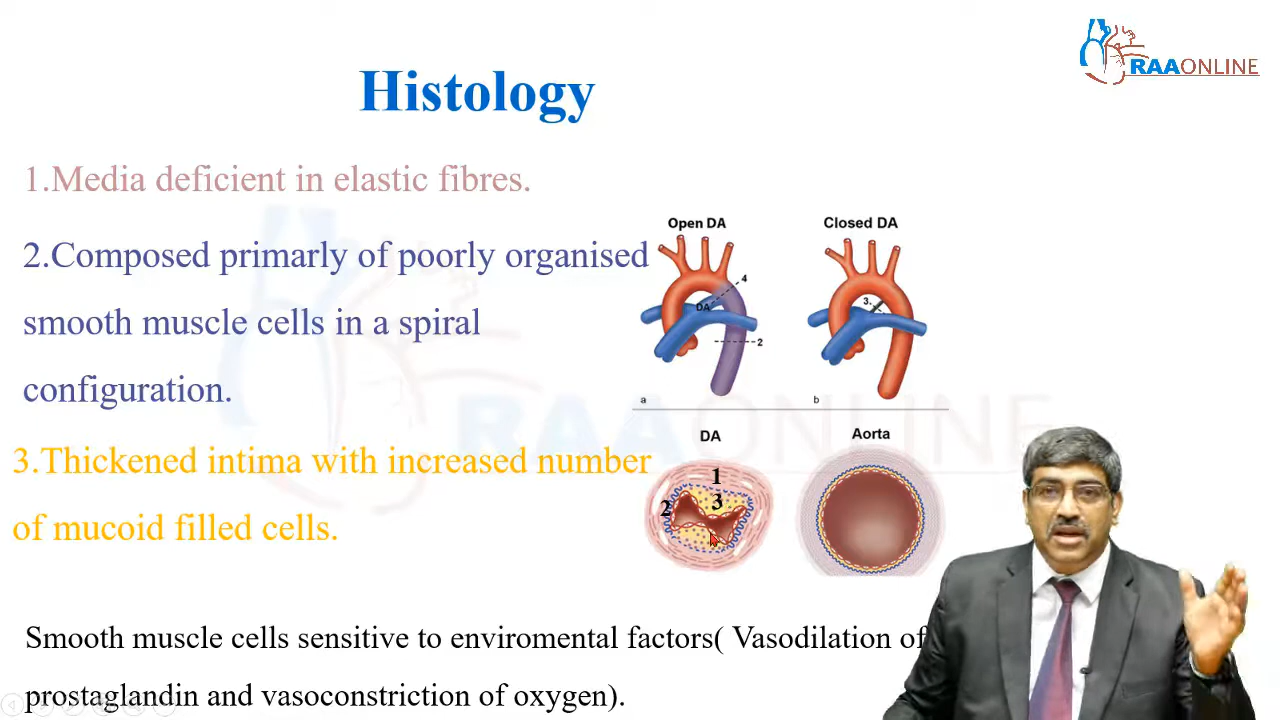 RAAONLINE
Histology
1.Media deficient in elastic fibres.
2.Composed primarly of poorly organised
smooth muscle cells in a spiral
configuration.
3.Thickened intima with increased number
of mucoid filled cells.
Open DA
Closed DA
4
DA
2
3
a
b
DA
Aorta
1
2
3
RAAONLINE
Smooth muscle cells sensitive to enviromental factors( Vasodilation of
prostaglandin and vasoconstriction of oxygen).